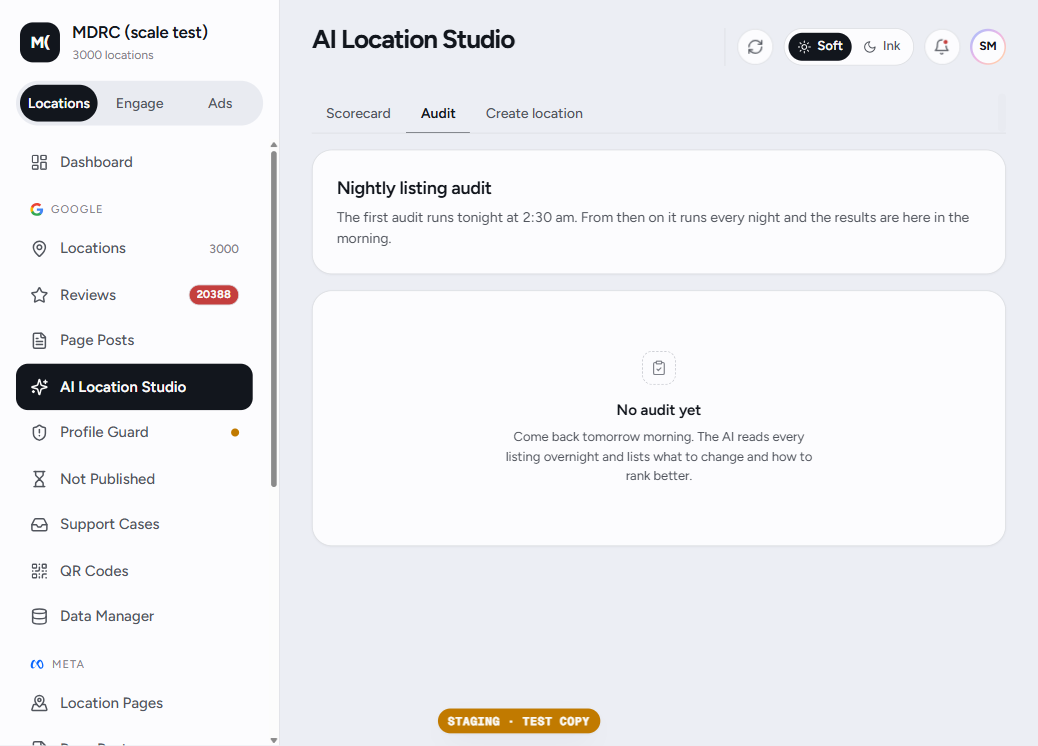 M(
MDRC (scale test)
3000 locations
Locations
Engage
Ads
Dashboard
GOOGLE
Locations
3000
Reviews
20388
Page Posts
AI Location Studio
Profile Guard
Not Published
Support Cases
QR Codes
Data Manager
META
Location Pages
AI Location Studio
Soft
Ink
SM
Scorecard
Audit
Create location
Nightly listing audit
The first audit runs tonight at 2:30 am. From then on it runs every night and the results are here in the
morning.
No audit yet
Come back tomorrow morning. The AI reads every
listing overnight and lists what to change and how to
rank better.
STAGING · TEST COPY